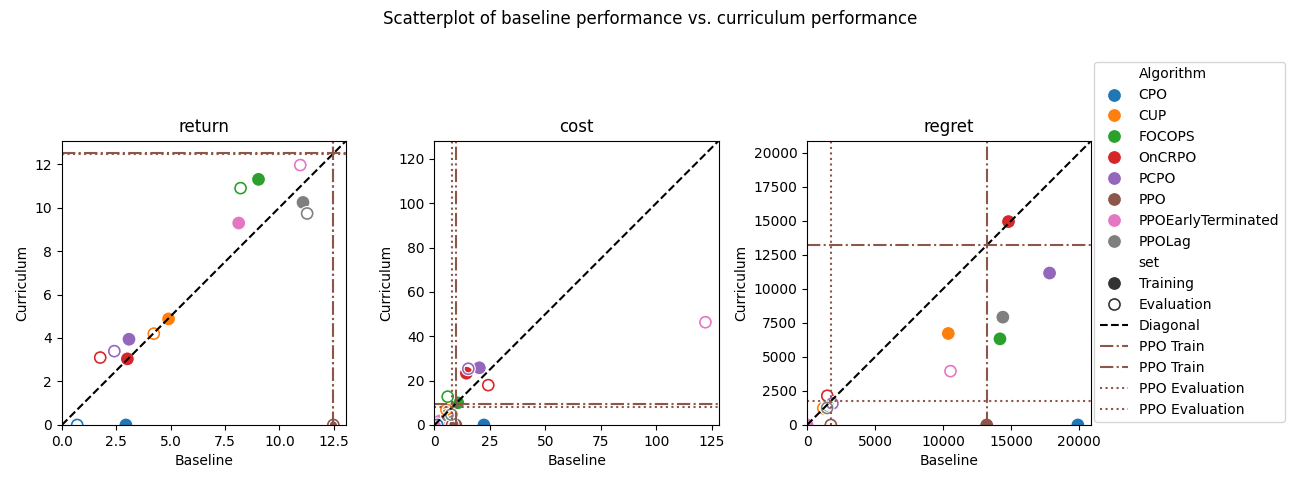 Scatterplot of baseline performance vs. curriculum performance
return
Curriculum
12
10
8
6
4
2
0
0.0 2.5 5.0 7.5 10.0 12.5
Baseline
cost
Curriculum
120
100
80
60
40
20
0
0 25 50 75 100 125
Baseline
regret
Curriculum
20000
17500
15000
12500
10000
7500
5000
2500
0
0 5000 10000 15000 20000
Baseline
Algorithm
CPO
CUP
FOCOPS
OnCRPO
PCPO
PPO
PPOEarlyTerminated
PPOLag
set
Training
Evaluation
Diagonal
PPO Train
PPO Train
PPO Evaluation
PPO Evaluation